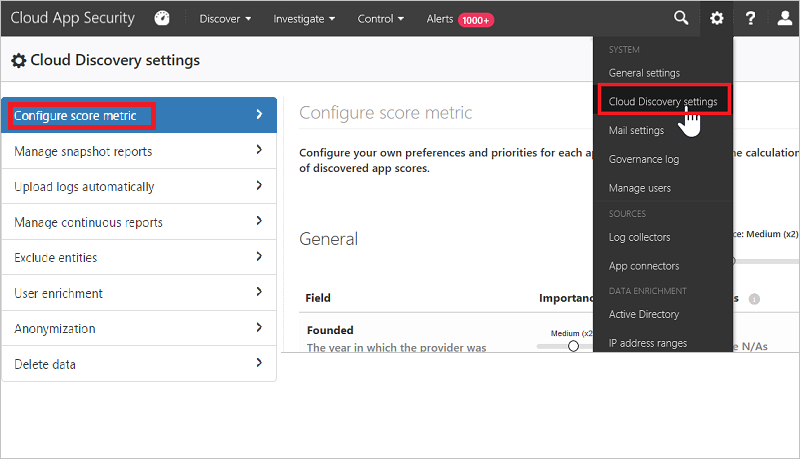 Cloud App Security
Discover
Investigate
Control
Alerts
1000+
?
Cloud Discovery settings
Configure score metric
Manage snapshot reports
Upload logs automatically
Manage continuous reports
Exclude entities
User enrichment
Anonymization
Delete data
Configure score metric
Configure your own preferences and priorities for each ap
the calculation
of discovered app scores.
General
ce: Medium (x2)
Field
Importanc
s
Founded
The year in which the provider was
Medium (x2
e N/As
SYSTEM
General settings
Cloud Discovery settings
Mail settings
Governance log
Manage users
SOURCES
Log collectors
App connectors
DATA ENRICHMENT
Active Directory
IP address ranges